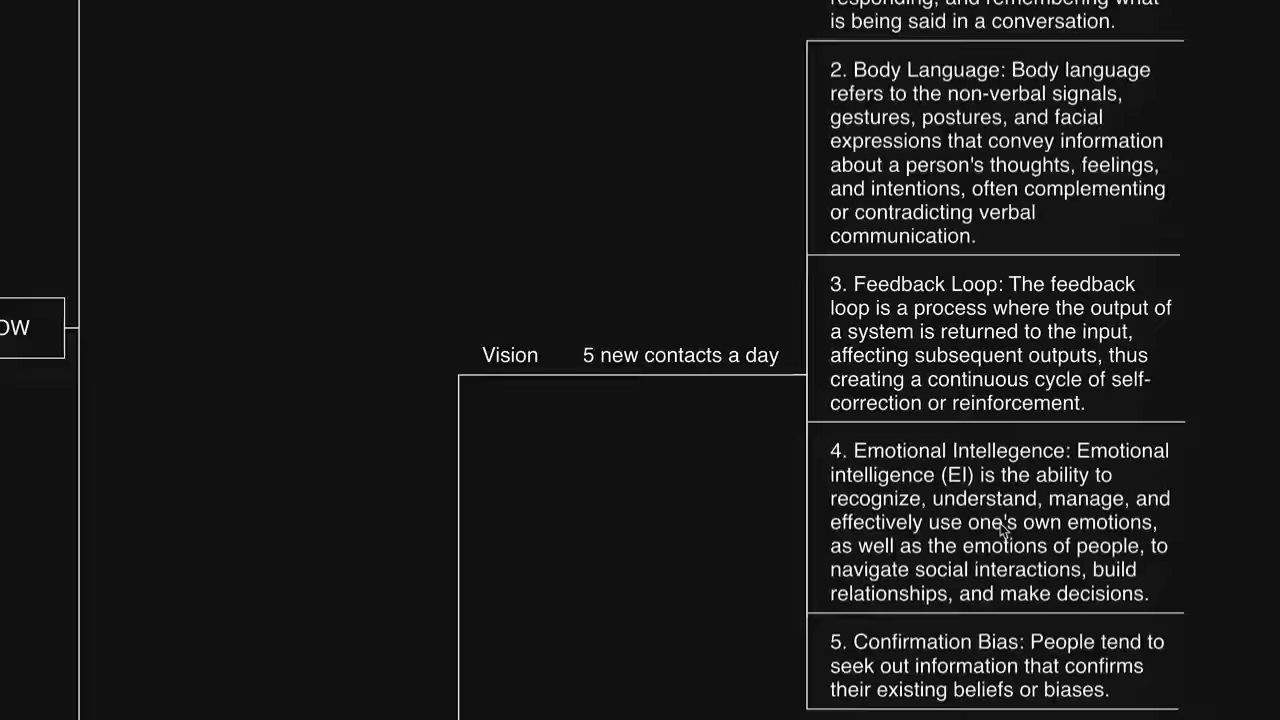 is being said in a conversation.
2. Body Language: Body language
refers to the non-verbal signals,
gestures, postures, and facial
expressions that convey information
about a person's thoughts, feelings,
and intentions, often complementing
or contradicting verbal
communication.
3. Feedback Loop: The feedback
loop is a process where the output of
a system is returned to the input,
affecting subsequent outputs, thus
creating a continuous cycle of self-
correction or reinforcement.
OW
Vision
5 new contacts a day
4. Emotional Intellegence: Emotional
intelligence (EI) is the ability to
recognize, understand, manage, and
effectively use one's own emotions,
as well as the emotions of people, to
navigate social interactions, build
relationships, and make decisions.
5. Confirmation Bias: People tend to
seek out information that confirms
their existing beliefs or biases.